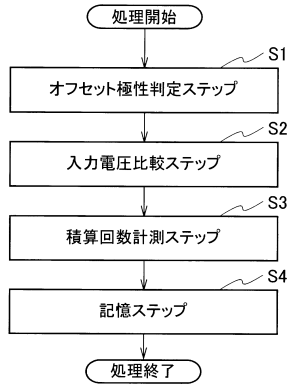 処理開始
S1
オフセット極性判定ステップ
S2
入力電圧比較ステップ
S3
積算回数計測ステップ
S4
記憶ステップ
処理終了